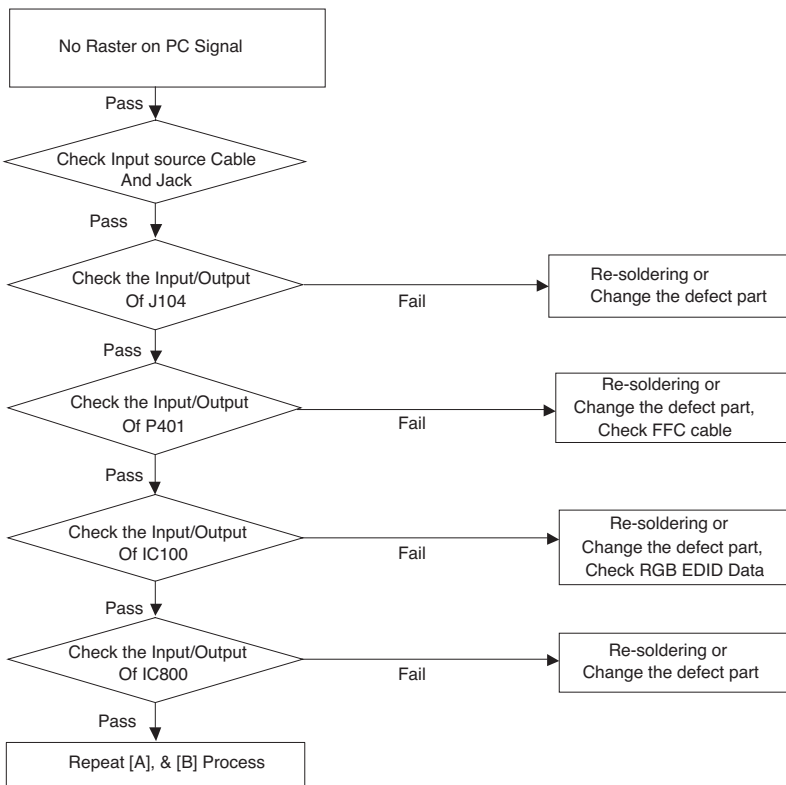 No Raster on PC Signal
Pass
Check Input source Cable
And Jack
Pass
Check the Input/Output
Of J104
Fail
Re-soldering or
Change the defect part
Pass
Check the Input/Output
Of P401
Fail
Re-soldering or
Change the defect part,
Check FFC cable
Pass
Check the Input/Output
Of IC100
Fail
Re-soldering or
Change the defect part,
Check RGB EDID Data
Pass
Check the Input/Output
Of IC800
Fail
Re-soldering or
Change the defect part
Pass
Repeat [A], & [B] Process